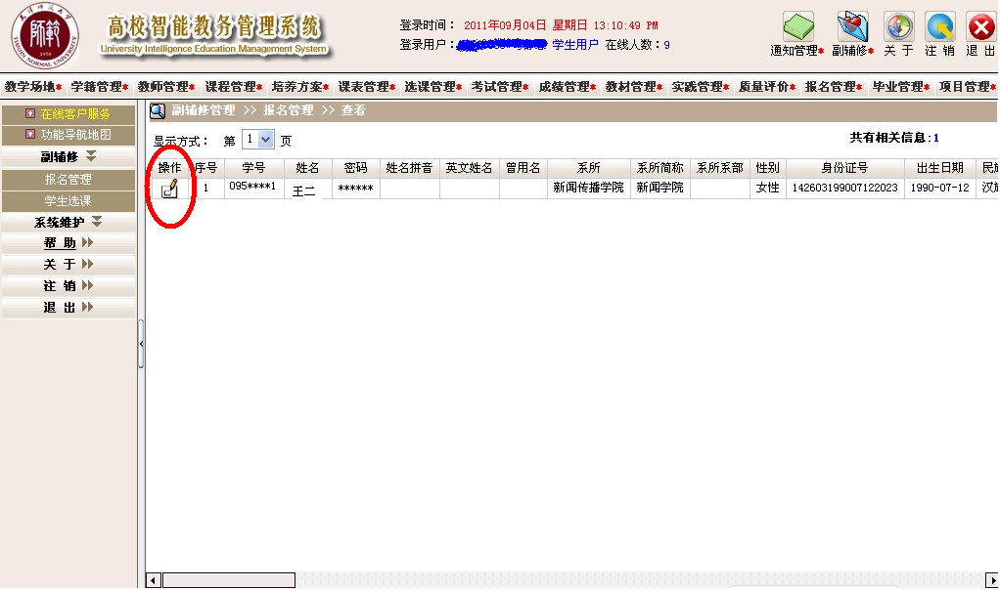 高校智能教务管理系统
University Intelligence Education Management System
登录时间： 2011年09月04日 星期日 13:10:49 PM
登录用户： 学生用户 在线人数：9
通知管理* 副辅修* 关 于 注 销 退 出
師範
TIANJIN NORMAL UNIVERSITY
1958
教学场地* 学籍管理* 教师管理* 课程管理* 培养方案* 课表管理* 选课管理* 考试管理* 成绩管理* 教材管理* 实践管理* 质量评价* 报名管理* 毕业管理* 项目管理*
在线客户服务
功能导航地图
副辅修
报名管理
学生选课
系统维护
帮 助
关 于
注 销
退 出
副辅修管理 >> 报名管理 >> 查看
显示方式： 第 1 页
共有相关信息:1
操作 序号 学号 姓名 密码 姓名拼音 英文姓名 曾用名 系所 系所简称 系所系部 性别 身份证号 出生日期 民族
1 095****1 王二 ****** 新闻传播学院 新闻学院 女性 142603199007122023 1990-07-12 汉族